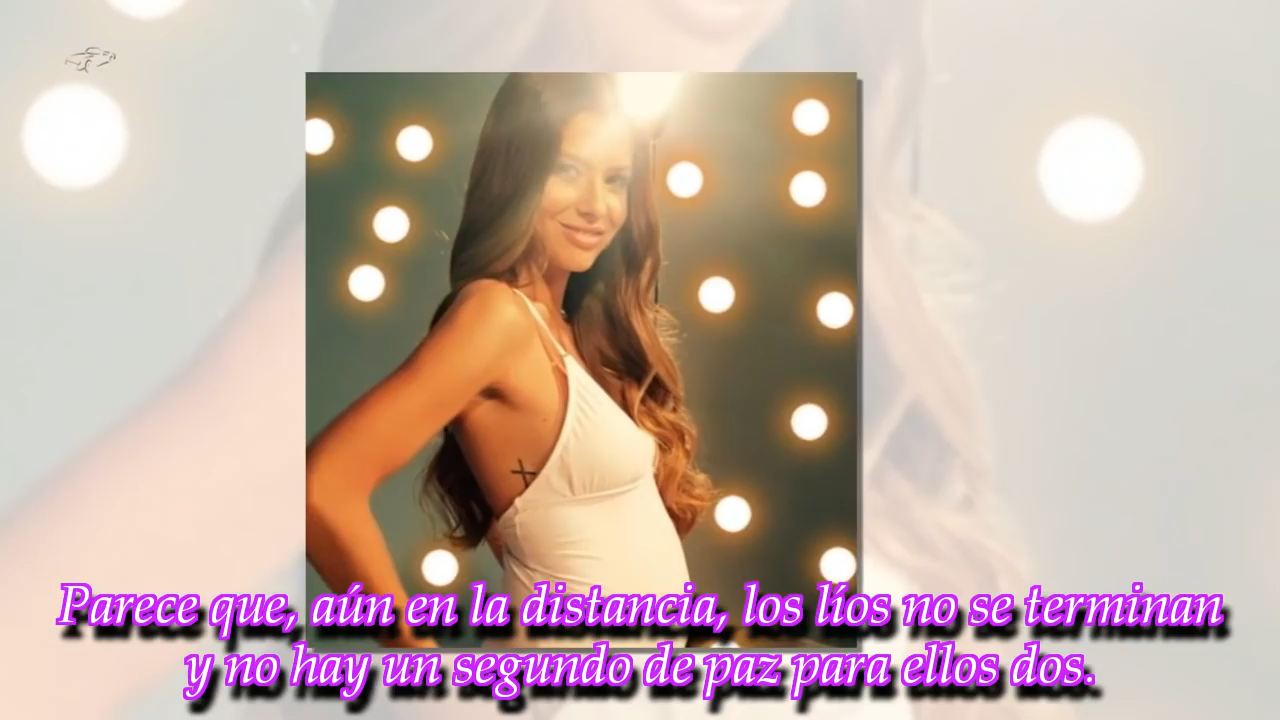 Parece que, aún en la distancia, los líos no se terminan
y no hay un segundo de paz para ellos dos.